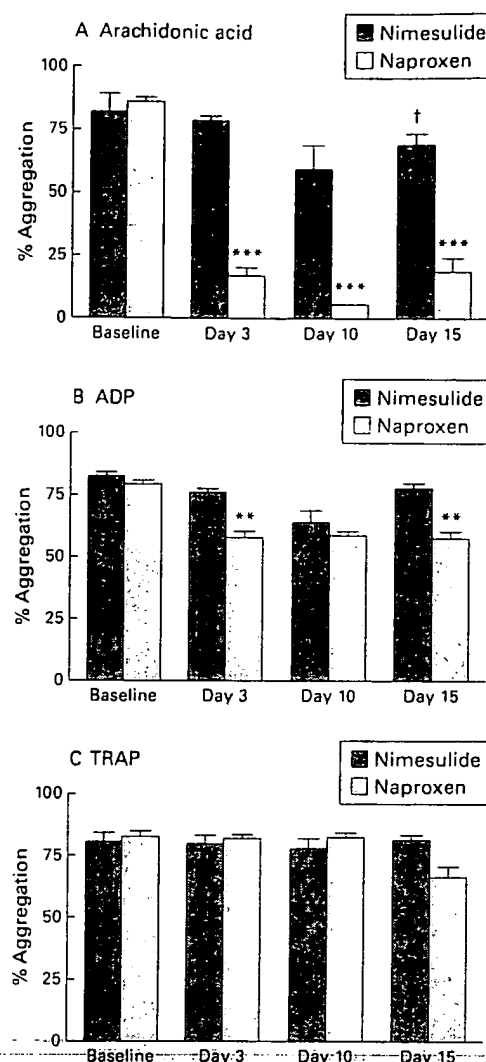 A Arachidonic acid
Nimesulide
Naproxen
100
75
50
25
0
% Aggregation
†
***
***
***
Baseline
Day 3
Day 10
Day 15
B ADP
Nimesulide
Naproxen
100
75
50
25
0
% Aggregation
**
**
Baseline
Day 3
Day 10
Day 15
C TRAP
Nimesulide
Naproxen
100
75
50
25
0
% Aggregation
Baseline
Day 3
Day 10
Day 15